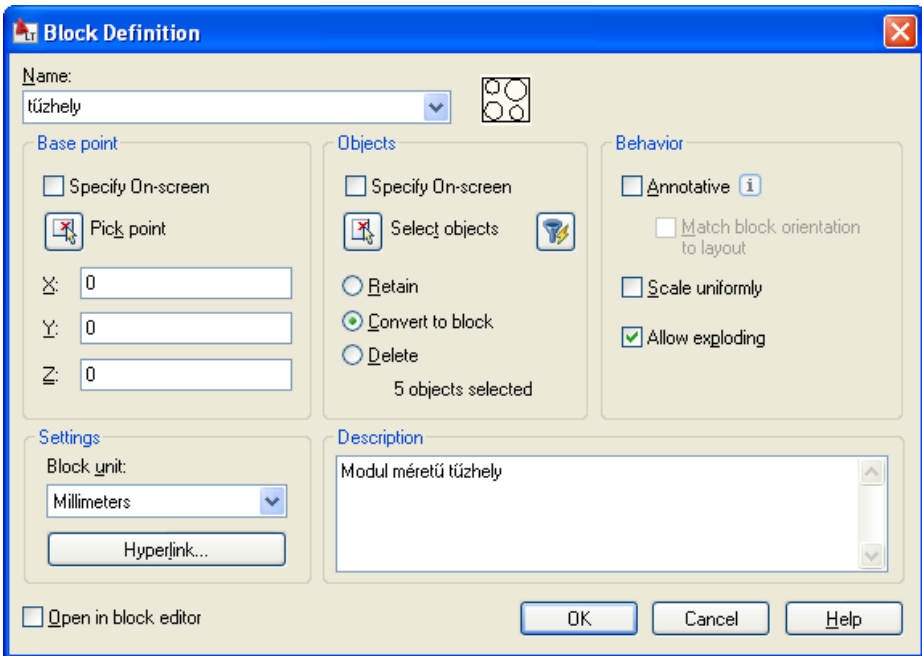 LT
Block Definition
Name:
tűzhely
Base point
Specify On-screen
Pick point
X: 0
Y: 0
Z: 0
Objects
Specify On-screen
Select objects
Retain
Convert to block
Delete
5 objects selected
Behavior
Annotative i
Match block orientation
to layout
Scale uniformly
Allow exploding
Settings
Block unit:
Millimeters
Hyperlink...
Description
Modul méretű tűzhely
Open in block editor
OK
Cancel
Help